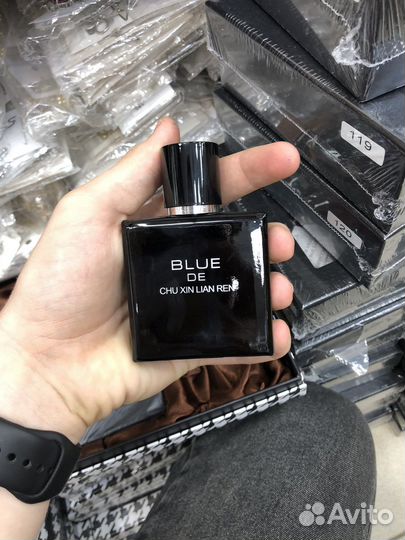 BLUE
DE
CHU XIN LIAN REN
119
120
Avito